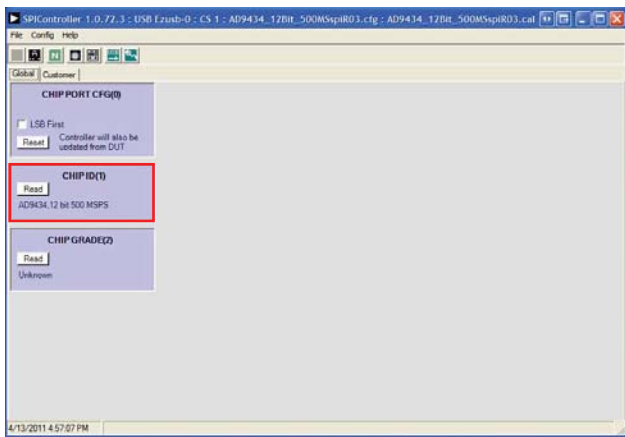 SPIController 1.0.72.3 : USB Ezusb-0 : CS 1 : AD9434_12Bit_500MSspiR03.cfg : AD9434_12Bit_500MSspiR03.cal
File Config Help
Global Customer
CHIP PORT CFG(0)
LSB First
Reset Controller will also be
updated from DUT
CHIP ID(1)
Read
AD9434,12 bit 500 MSPS
CHIP GRADE(2)
Read
Unknown
4/13/2011 4:57:07 PM